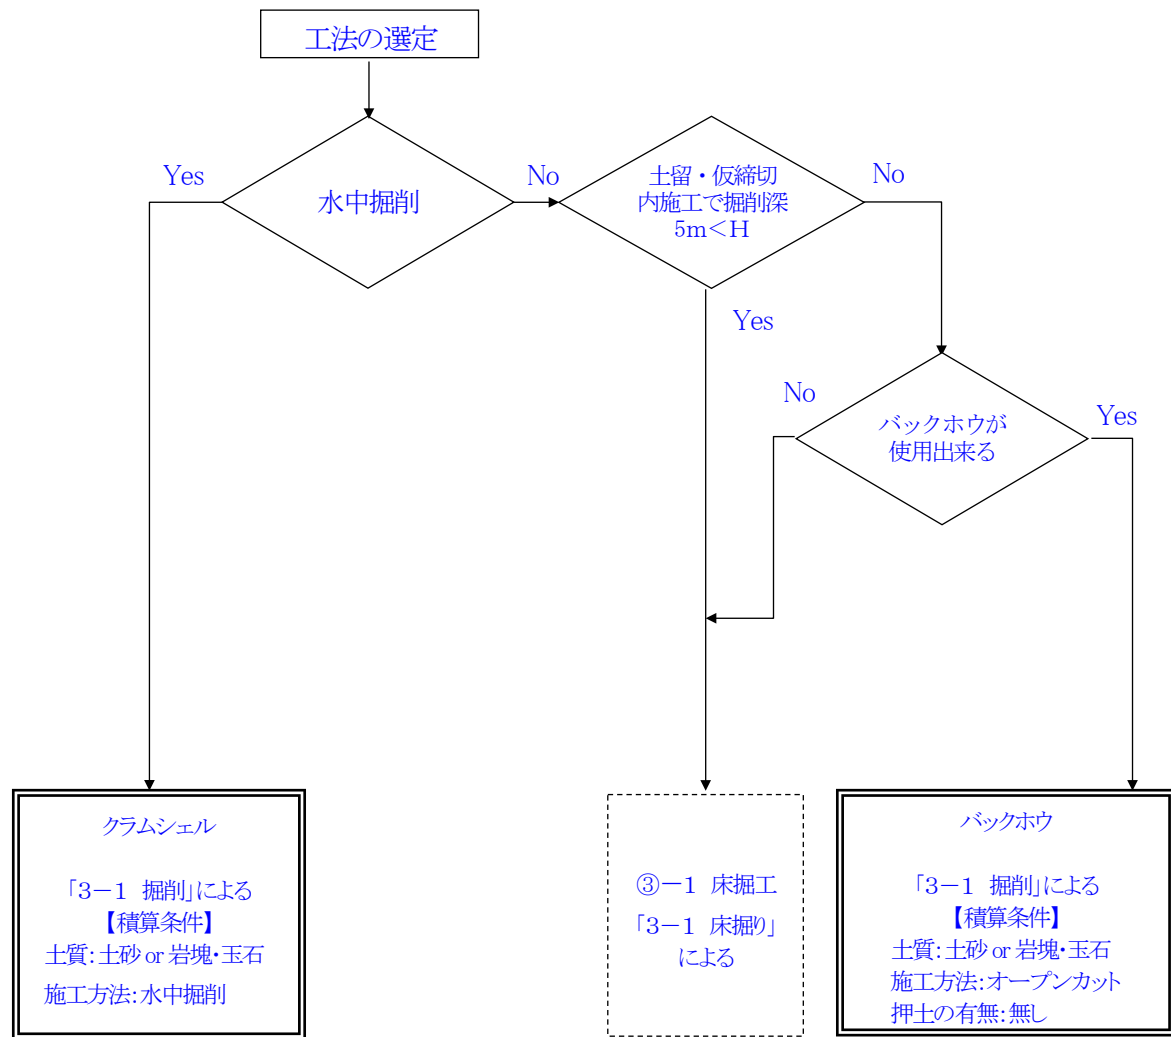 工法の選定
Yes
水中掘削
No
土留・仮締切
内施工で掘削深
5m<H
No
Yes
No
バックホウが
使用出来る
Yes
クラムシェル
「3-1 掘削」による
【積算条件】
土質:土砂 or 岩塊・玉石
施工方法:水中掘削
③-1 床掘工
「3-1 床掘り」
による
バックホウ
「3-1 掘削」による
【積算条件】
土質:土砂 or 岩塊・玉石
施工方法:オープンカット
押土の有無:無し